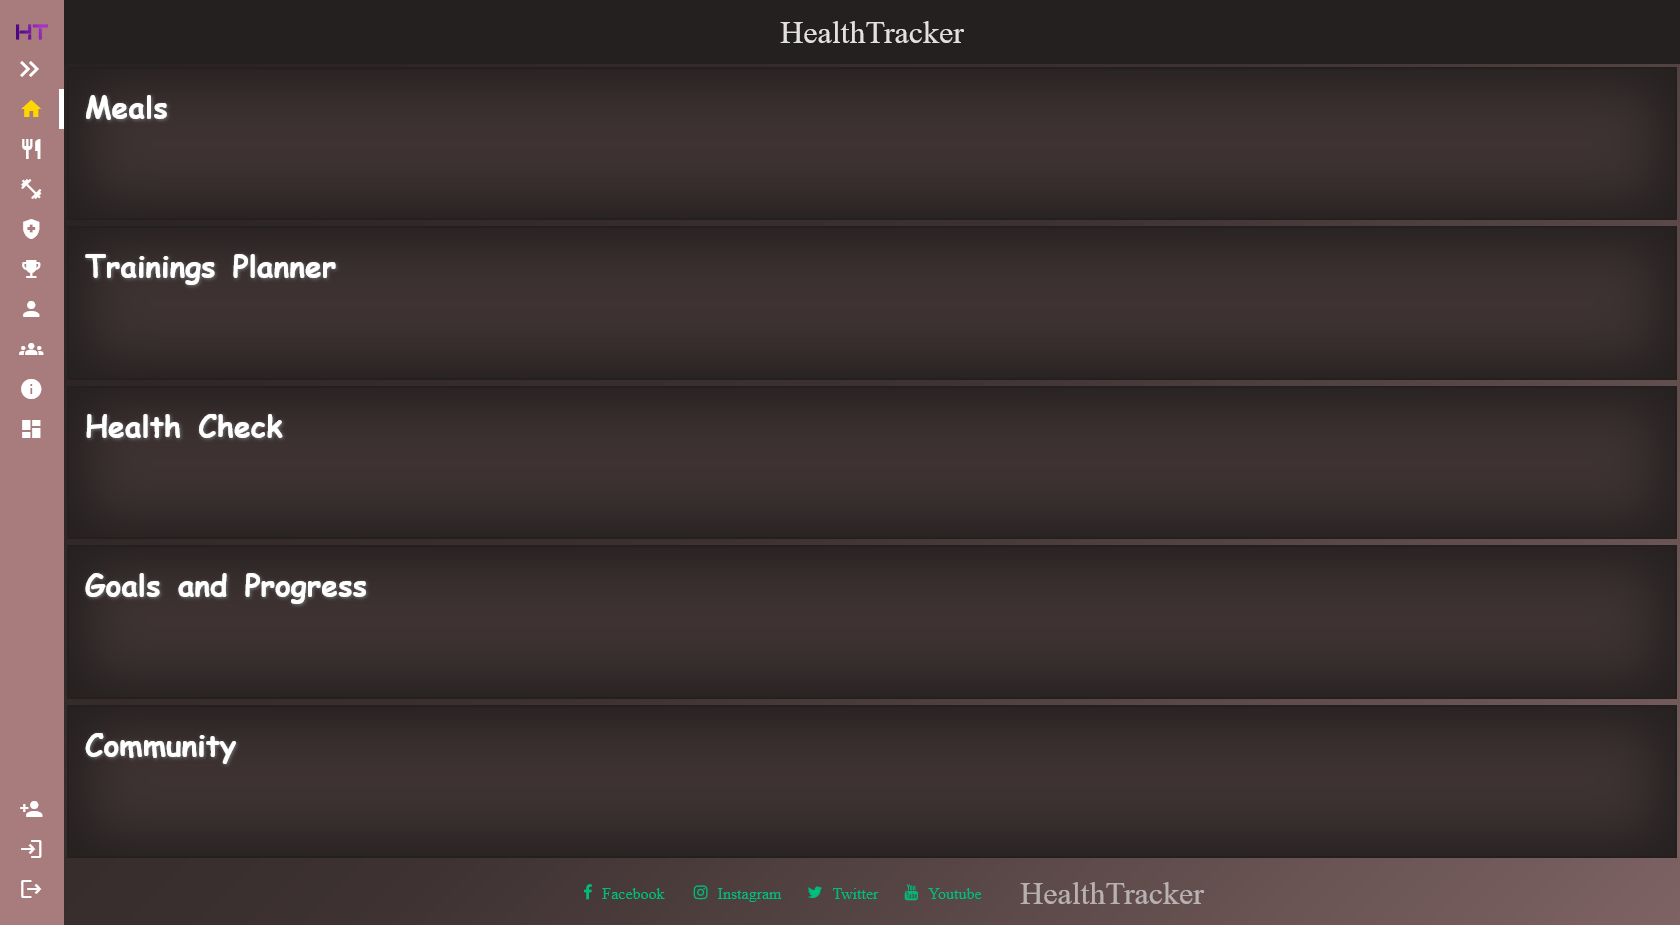 HT
HealthTracker
Meals
Trainings Planner
Health Check
Goals and Progress
Community
Facebook Instagram Twitter Youtube HealthTracker